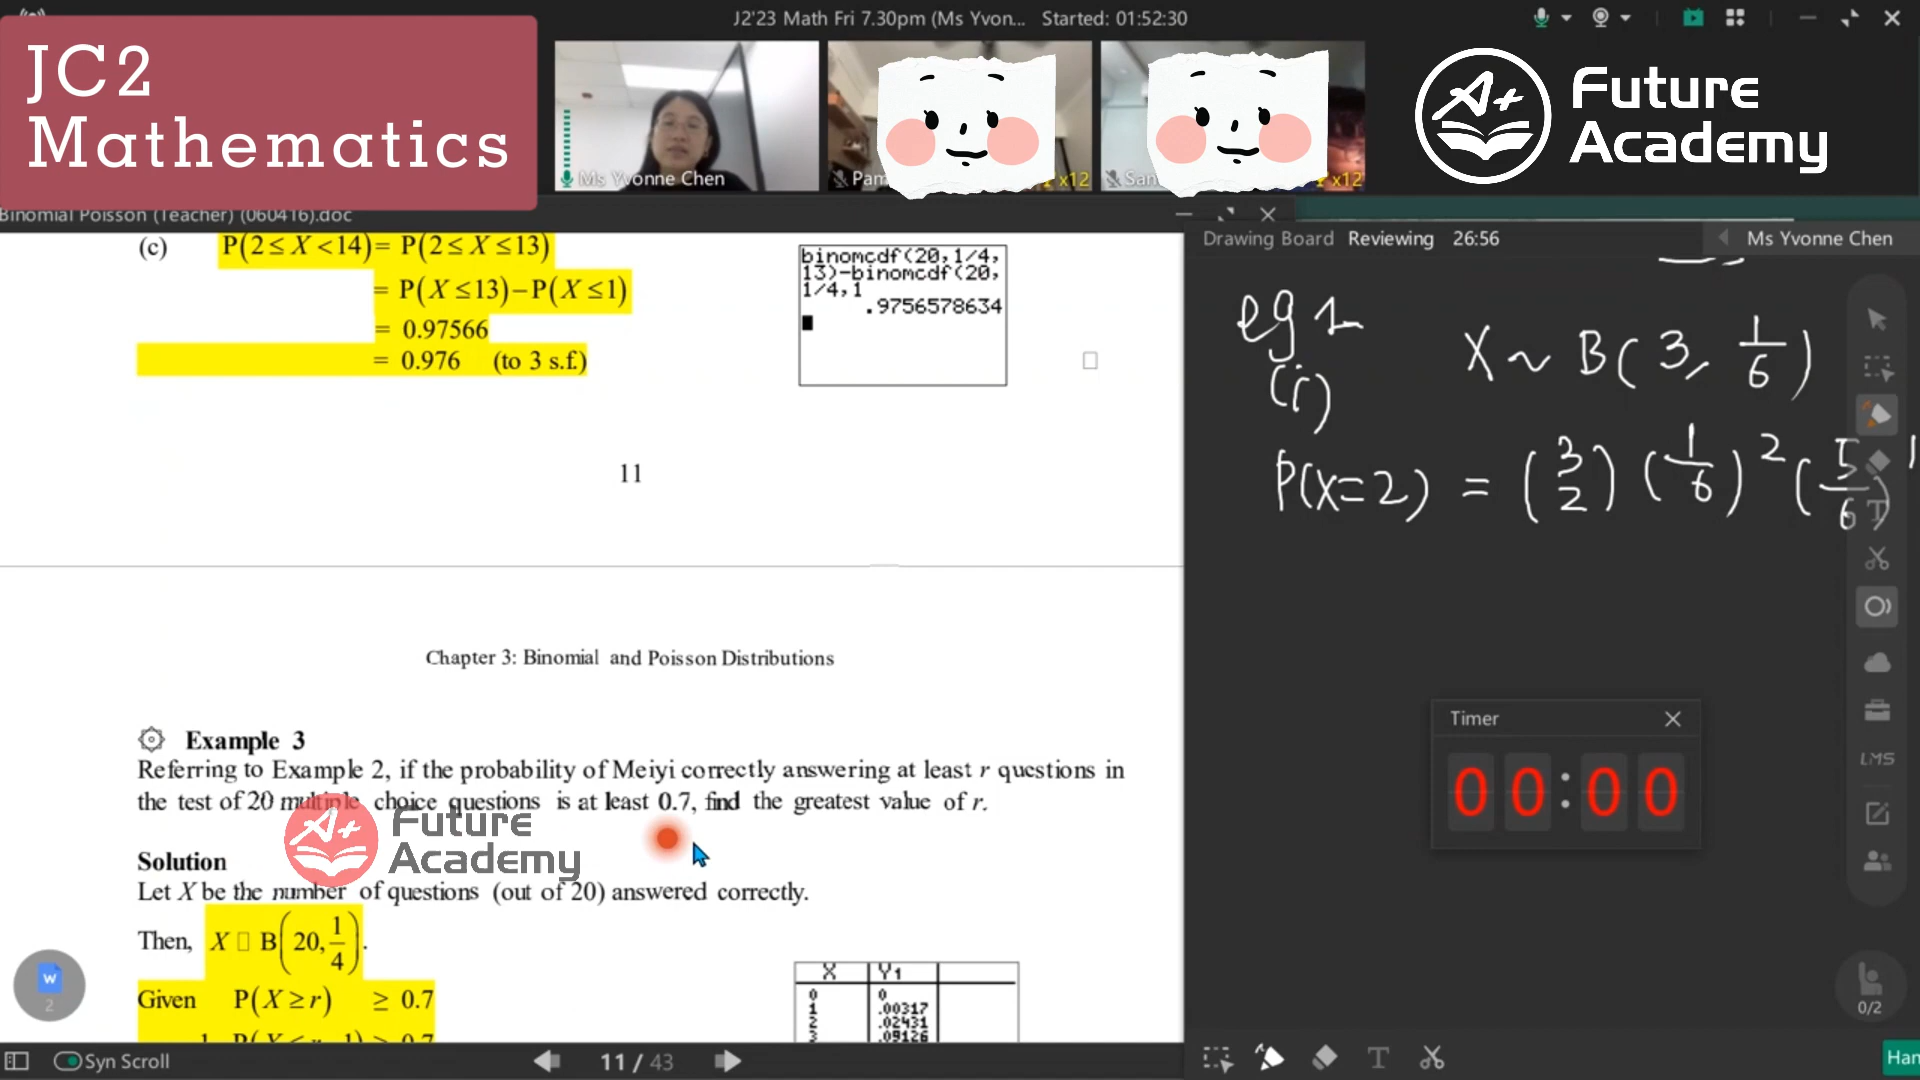 J2'23 Math Fri 7.30pm (Ms Yvon... Started: 01:52:30
JC2
Mathematics
Ms Yvonne Chen
Pam
x12
San
x12
A+
Future
Academy
Binomial Poisson (Teacher) (060416).doc
(c) P(2 ≤ X < 14) = P(2 ≤ X ≤ 13)
= P(X ≤ 13) − P(X ≤ 1)
= 0.97566
= 0.976 (to 3 s.f.)
binomcdf(20,1/4,
13)-binomcdf(20,
1/4,1
.9756578634
11
Chapter 3: Binomial and Poisson Distributions
Example 3
Referring to Example 2, if the probability of Meiyi correctly answering at least r questions in
the test of 20 multiple choice questions is at least 0.7, find the greatest value of r.
A+ Future
Academy
Solution
Let X be the number of questions (out of 20) answered correctly.
Then, X □ B(20, 1/4).
Given P(X ≥ r) ≥ 0.7
X Y1
0 0
1 .00317
2 .02431
3 .09126
W
2
Syn Scroll
11 / 43
Drawing Board Reviewing 26:56
Ms Yvonne Chen
eg 1
(i)
X ~ B(3, 1/6)
P(X=2) = (3 2) (1/6)^2 (5/6)^1
Timer
00:00
T
LMS
0/2
T
Han